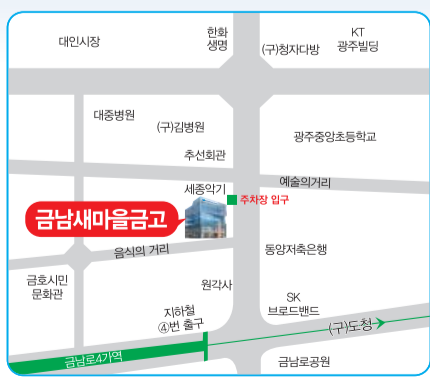 대인시장
한화
생명
(구)청자다방
KT
광주빌딩
대중병원
(구)김병원
광주중앙초등학교
추선회관
예술의거리
세종악기
주차장 입구
금남새마을금고
음식의 거리
동양저축은행
금호시민
문화관
원각사
SK
브로드밴드
지하철
④번 출구
(구)도청
금남로4가역
금남로공원